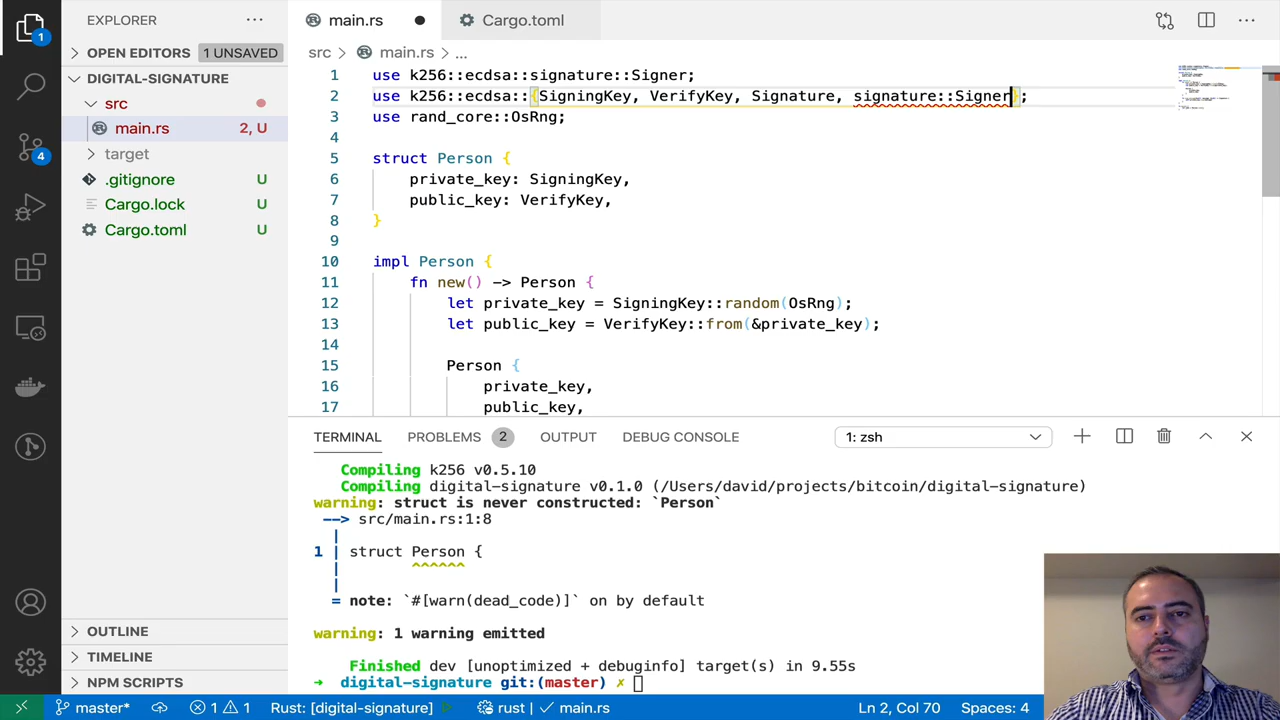 EXPLORER
main.rs
Cargo.toml
OPEN EDITORS 1 UNSAVED
DIGITAL-SIGNATURE
src
main.rs 2, U
target
.gitignore U
Cargo.lock U
Cargo.toml U
OUTLINE
TIMELINE
NPM SCRIPTS
1
4
src > main.rs > ...
1 use k256::ecdsa::signature::Signer;
2 use k256::ecdsa::{SigningKey, VerifyKey, Signature, signature::Signer};
3 use rand_core::OsRng;
4
5 struct Person {
6 private_key: SigningKey,
7 public_key: VerifyKey,
8 }
9
10 impl Person {
11 fn new() -> Person {
12 let private_key = SigningKey::random(OsRng);
13 let public_key = VerifyKey::from(&private_key);
14
15 Person {
16 private_key,
17 public_key,
TERMINAL PROBLEMS 2 OUTPUT DEBUG CONSOLE 1: zsh
Compiling k256 v0.5.10
Compiling digital-signature v0.1.0 (/Users/david/projects/bitcoin/digital-signature)
warning: struct is never constructed: `Person`
--> src/main.rs:1:8
|
1 | struct Person {
| ^^^^^^
|
= note: `#[warn(dead_code)]` on by default
warning: 1 warning emitted
Finished dev [unoptimized + debuginfo] target(s) in 9.55s
➜ digital-signature git:(master) ✗
master* 1 1 Rust: [digital-signature] rust | ✓ main.rs Ln 2, Col 70 Spaces: 4